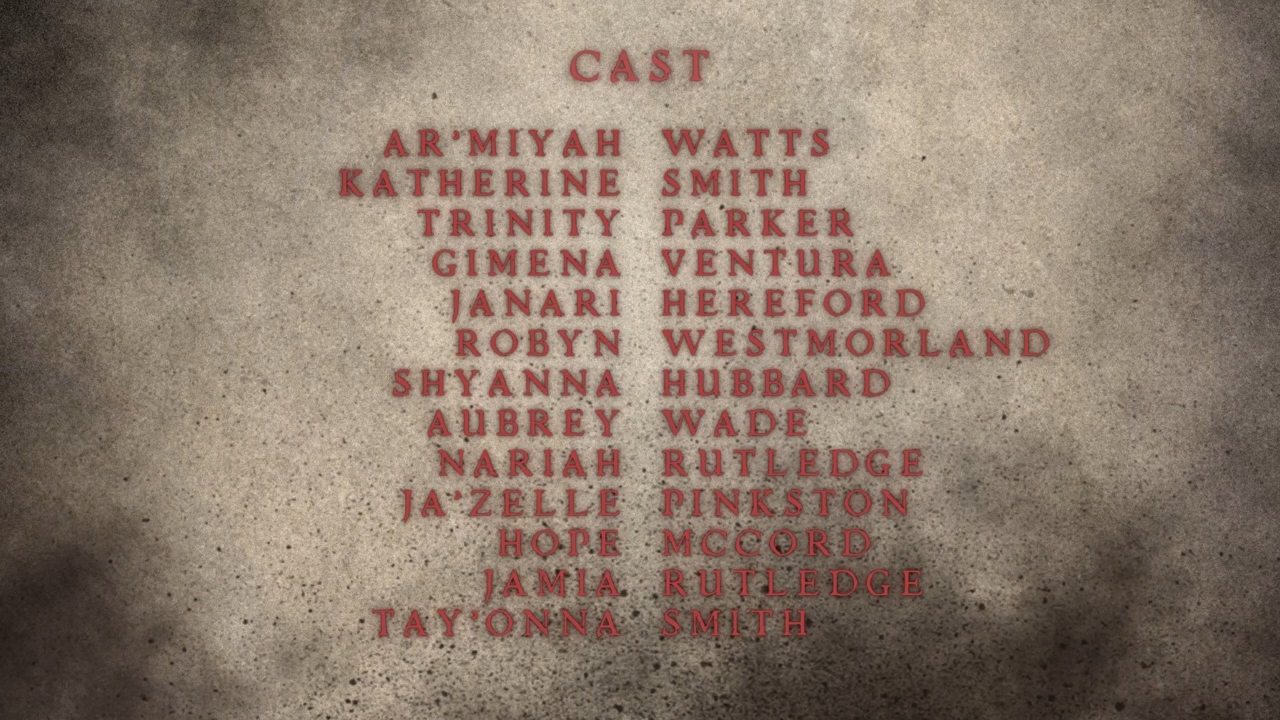 CAST
AR'MIYAH WATTS
KATHERINE SMITH
TRINITY PARKER
GIMENA VENTURA
JANARI HEREFORD
ROBYN WESTMORLAND
SHYANNA HUBBARD
AUBREY WADE
NARIAH RUTLEDGE
JA'ZELLE PINKSTON
HOPE MCCORD
JAMIA RUTLEDGE
TAY'ONNA SMITH